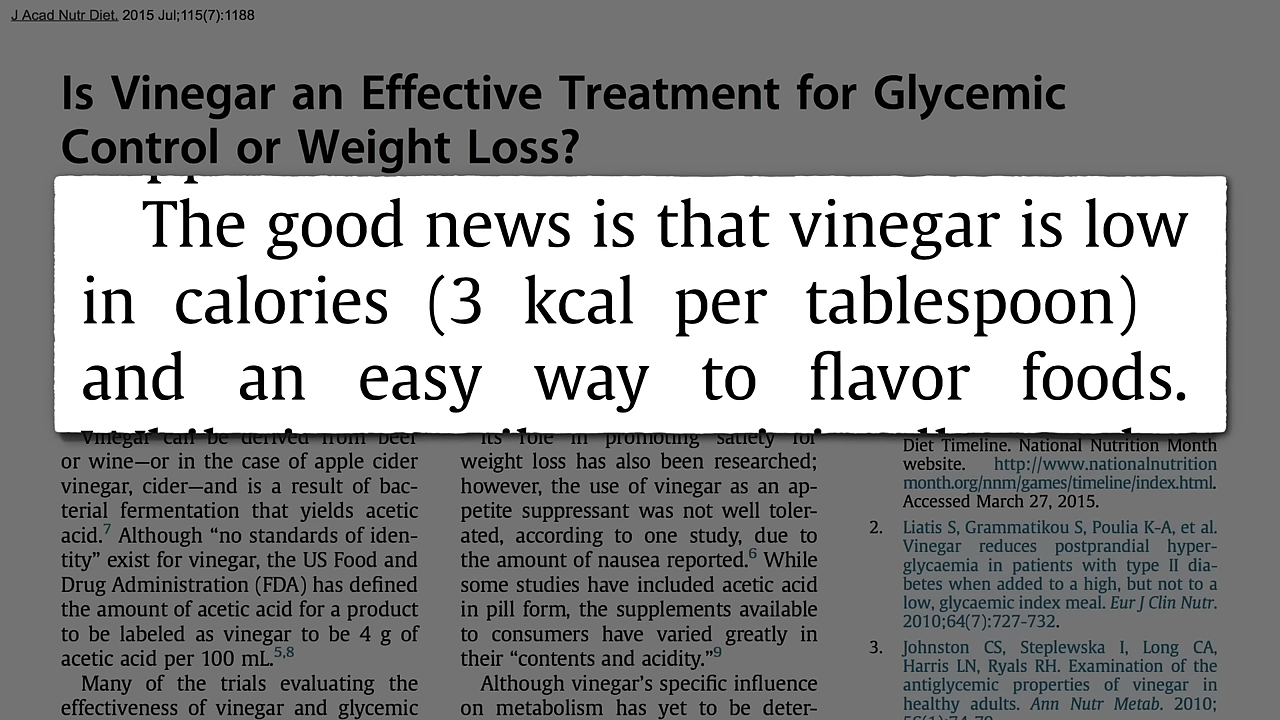 J Acad Nutr Diet. 2015 Jul;115(7):1188
Is Vinegar an Effective Treatment for Glycemic
Control or Weight Loss?
The good news is that vinegar is low
in calories (3 kcal per tablespoon)
and an easy way to flavor foods.
Vinegar can be derived from beer
or wine—or in the case of apple cider
vinegar, cider—and is a result of bac-
terial fermentation that yields acetic
acid.7 Although “no standards of iden-
tity” exist for vinegar, the US Food and
Drug Administration (FDA) has defined
the amount of acetic acid for a product
to be labeled as vinegar to be 4 g of
acetic acid per 100 mL.5,8
Many of the trials evaluating the
effectiveness of vinegar and glycemic
its role in promoting satiety for
weight loss has also been researched;
however, the use of vinegar as an ap-
petite suppressant was not well toler-
ated, according to one study, due to
the amount of nausea reported.6 While
some studies have included acetic acid
in pill form, the supplements available
to consumers have varied greatly in
their “contents and acidity.”9
Although vinegar’s specific influence
on metabolism has yet to be deter-
Diet Timeline. National Nutrition Month
website. http://www.nationalnutrition
month.org/nnm/games/timeline/index.html.
Accessed March 27, 2015.
2. Liatis S, Grammatikou S, Poulia K-A, et al.
Vinegar reduces postprandial hyper-
glycaemia in patients with type II dia-
betes when added to a high, but not to a
low, glycaemic index meal. Eur J Clin Nutr.
2010;64(7):727-732.
3. Johnston CS, Steplewska I, Long CA,
Harris LN, Ryals RH. Examination of the
antiglycemic properties of vinegar in
healthy adults. Ann Nutr Metab. 2010;